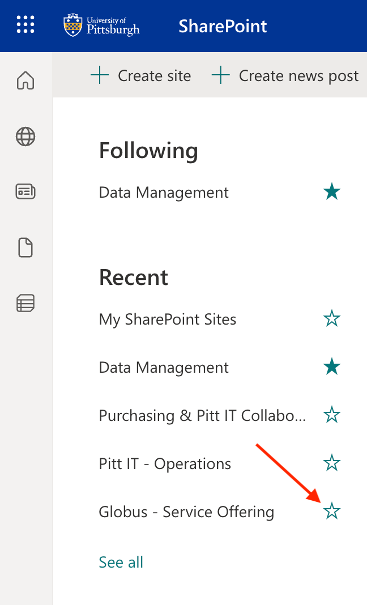 University of
Pittsburgh
SharePoint
Create site
Create news post
Following
Data Management
Recent
My SharePoint Sites
Data Management
Purchasing & Pitt IT Collabo...
Pitt IT - Operations
Globus - Service Offering
See all